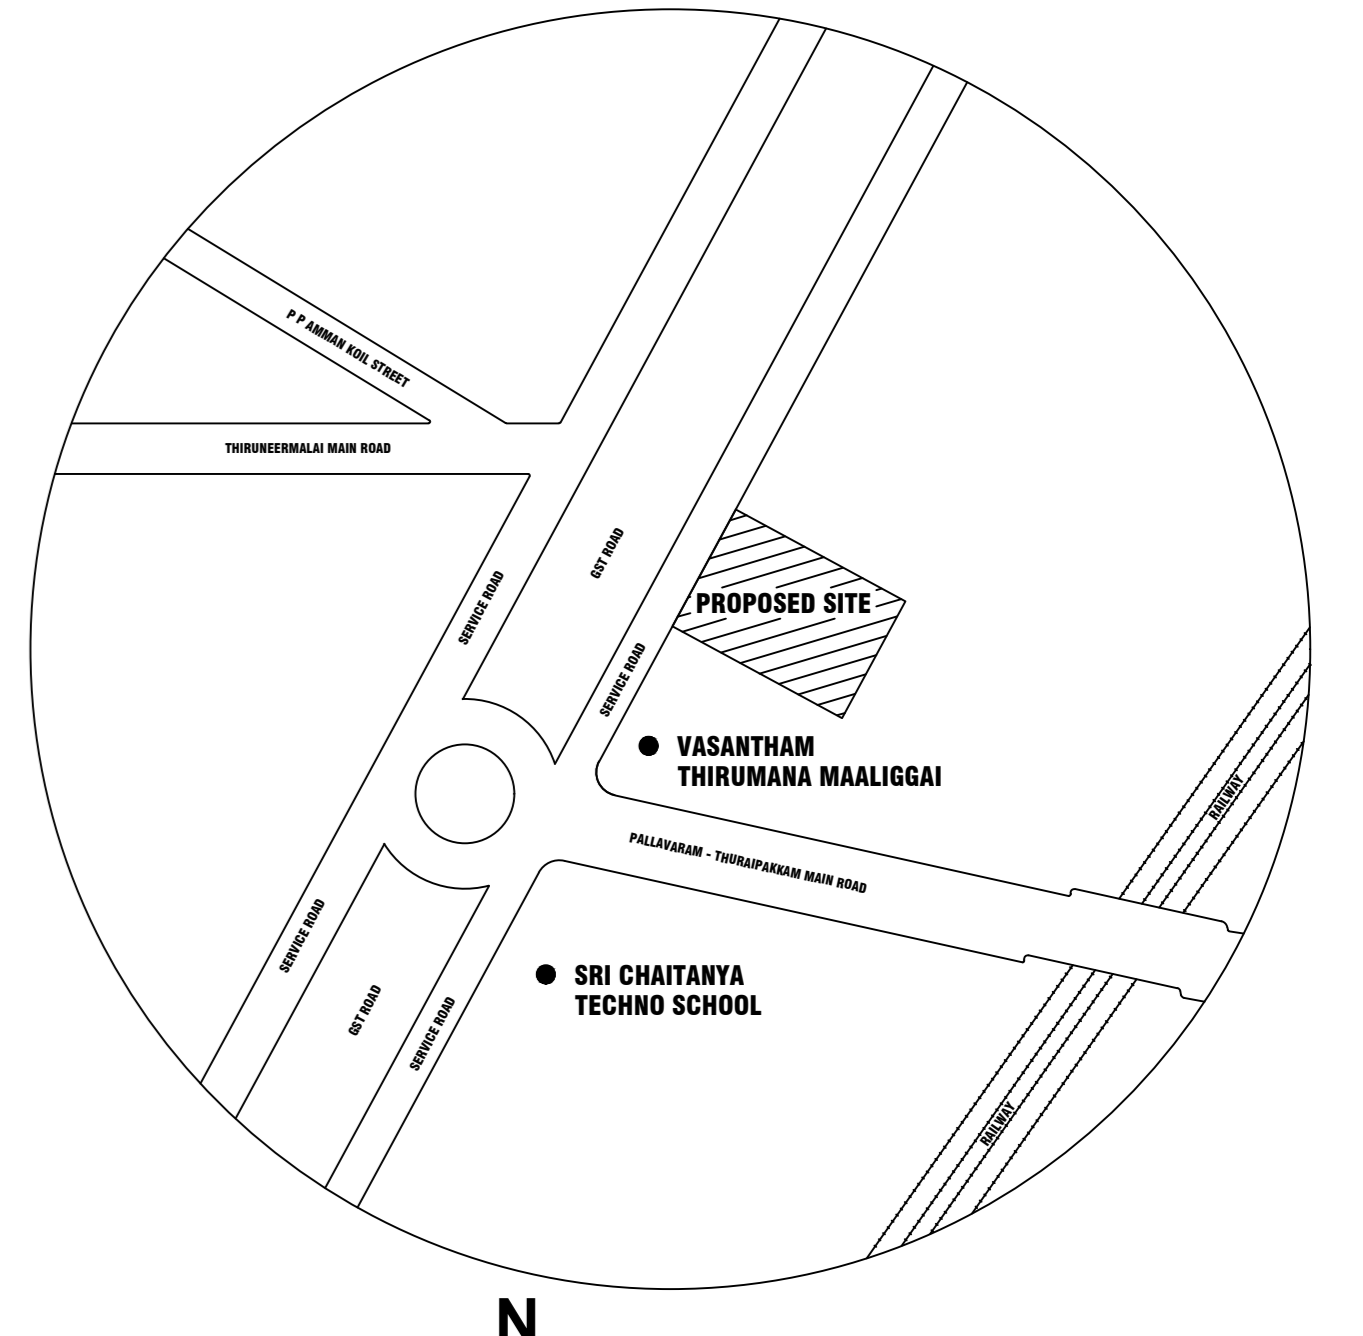 P P AMMAN KOIL STREET
THIRUNEERMALAI MAIN ROAD
GST ROAD
SERVICE ROAD
PROPOSED SITE
SERVICE ROAD
VASANTHAM
THIRUMANA MAALIGGAI
RAILWAY
PALLAVARAM - THURAIPAKKAM MAIN ROAD
SERVICE ROAD
SRI CHAITANYA
TECHNO SCHOOL
GST ROAD
SERVICE ROAD
RAILWAY
N